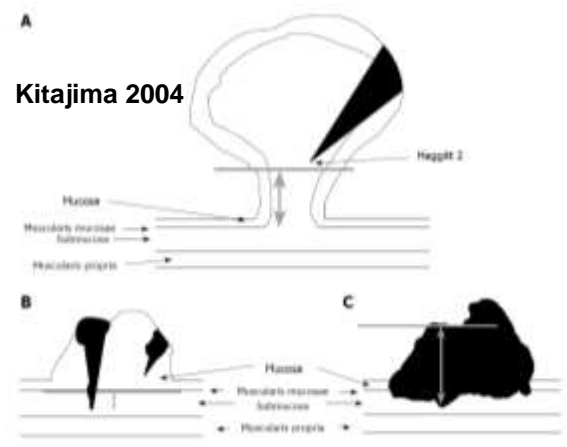 A
Kitajima 2004
Haggitt 2
Mucosa
Muscularis mucosae
Submucosa
Muscularis propria
B
C
Mucosa
Muscularis mucosae
Submucosa
Muscularis propria